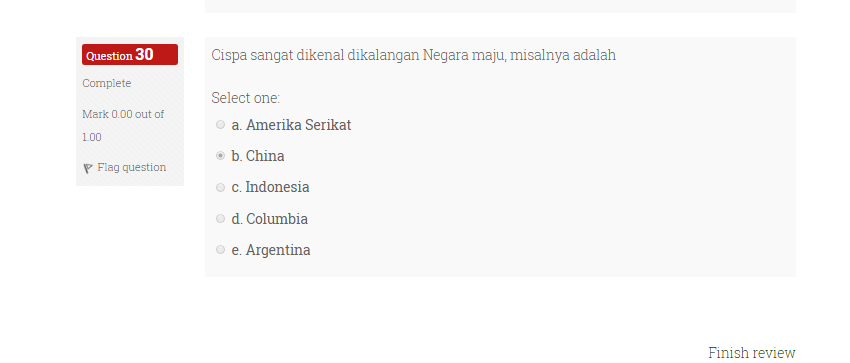 Question 30
Complete
Mark 0.00 out of
1.00
Flag question
Cispa sangat dikenal dikalangan Negara maju, misalnya adalah
Select one:
a. Amerika Serikat
b. China
c. Indonesia
d. Columbia
e. Argentina
Finish review